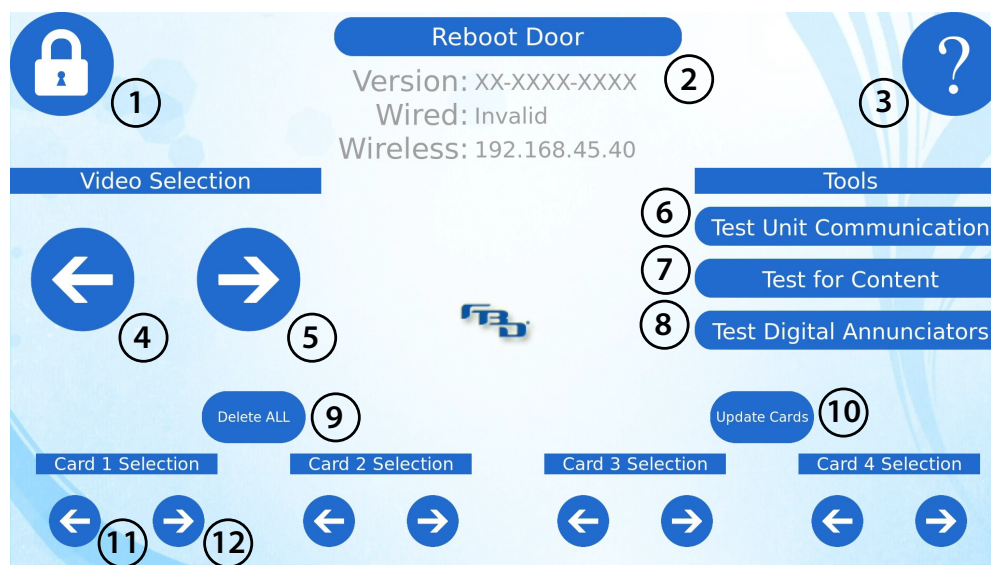 Reboot Door
?
Version: XX-XXXX-XXXX
1
2
3
Wired: Invalid
Wireless: 192.168.45.40
Video Selection
Tools
6
Test Unit Communication
7
Test for Content
4
5
FBD
8
Test Digital Annunciators
Delete ALL
9
Update Cards
10
Card 1 Selection
Card 2 Selection
Card 3 Selection
Card 4 Selection
11
12